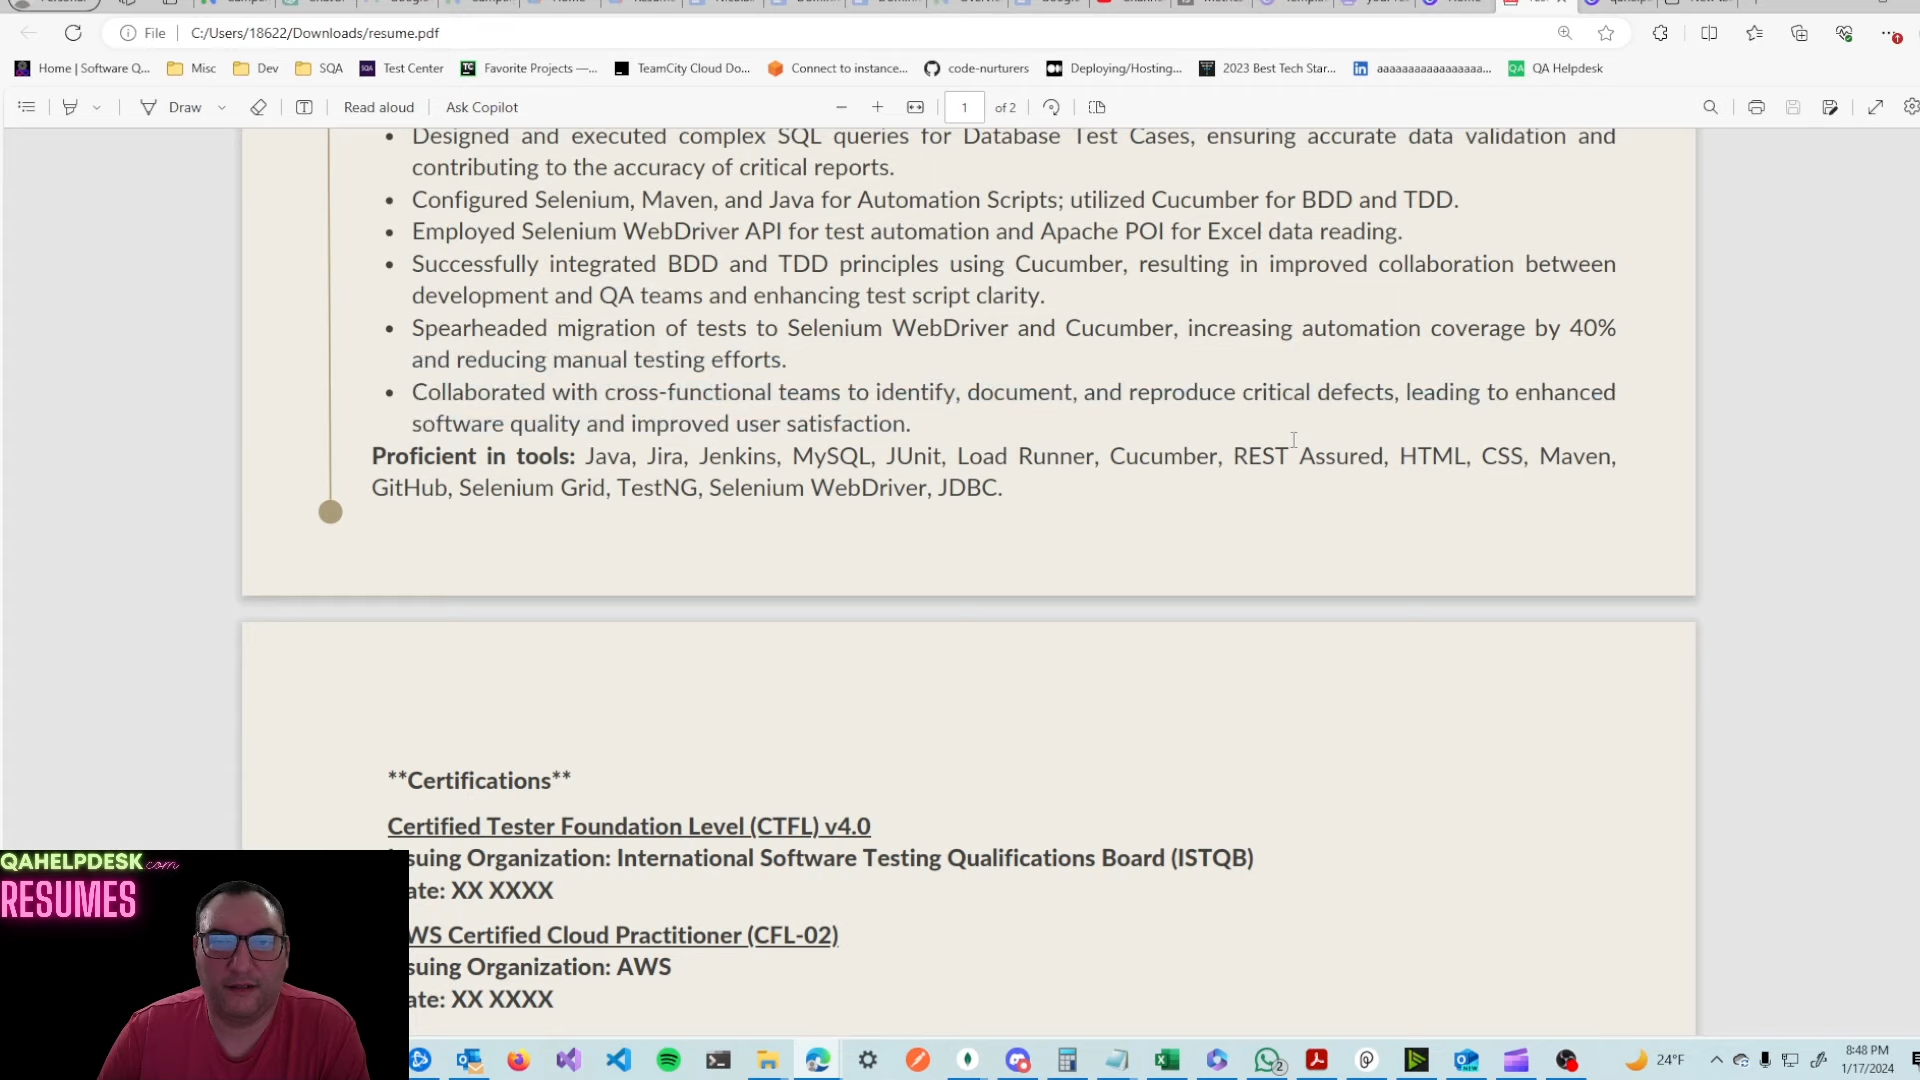 File C:/Users/18622/Downloads/resume.pdf
Home | Software Q... Misc Dev SQA Test Center Favorite Projects —... TeamCity Cloud Do... Connect to instance... code-nurturers Deploying/Hosting... 2023 Best Tech Star... aaaaaaaaaaaaaaaaa... QA Helpdesk
Draw Read aloud Ask Copilot 1 of 2
• Designed and executed complex SQL queries for Database Test Cases, ensuring accurate data validation and
contributing to the accuracy of critical reports.
• Configured Selenium, Maven, and Java for Automation Scripts; utilized Cucumber for BDD and TDD.
• Employed Selenium WebDriver API for test automation and Apache POI for Excel data reading.
• Successfully integrated BDD and TDD principles using Cucumber, resulting in improved collaboration between
development and QA teams and enhancing test script clarity.
• Spearheaded migration of tests to Selenium WebDriver and Cucumber, increasing automation coverage by 40%
and reducing manual testing efforts.
• Collaborated with cross-functional teams to identify, document, and reproduce critical defects, leading to enhanced
software quality and improved user satisfaction.
Proficient in tools: Java, Jira, Jenkins, MySQL, JUnit, Load Runner, Cucumber, REST Assured, HTML, CSS, Maven,
GitHub, Selenium Grid, TestNG, Selenium WebDriver, JDBC.
**Certifications**
Certified Tester Foundation Level (CTFL) v4.0
suing Organization: International Software Testing Qualifications Board (ISTQB)
ate: XX XXXX
WS Certified Cloud Practitioner (CFL-02)
suing Organization: AWS
ate: XX XXXX
QAHELPDESK.com
RESUMES
24°F
8:48 PM
1/17/2024